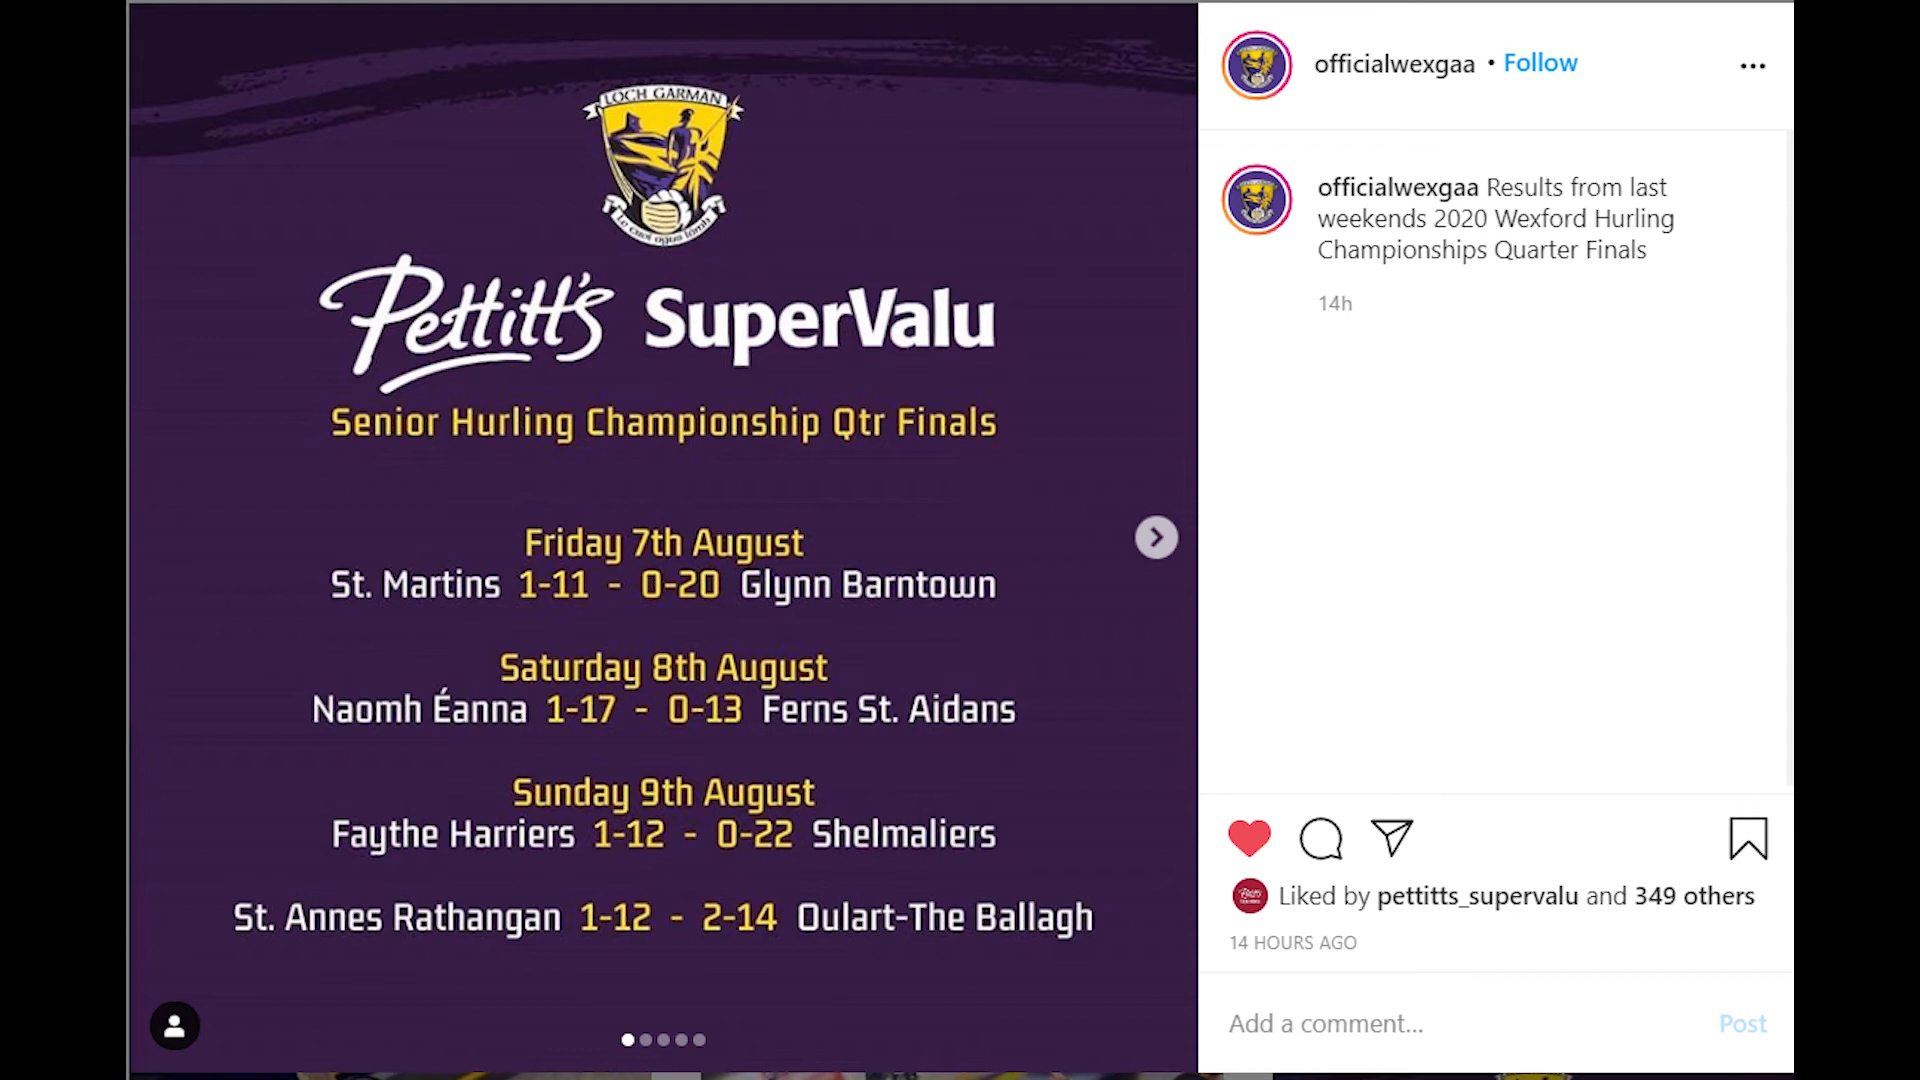 LOCH GARMAN
Pettitt's SuperValu
Senior Hurling Championship Qtr Finals
Friday 7th August
St. Martins 1-11 - 0-20 Glynn Barntown
Saturday 8th August
Naomh Éanna 1-17 - 0-13 Ferns St. Aidans
Sunday 9th August
Faythe Harriers 1-12 - 0-22 Shelmaliers
St. Annes Rathangan 1-12 - 2-14 Oulart-The Ballagh
officialwexgaa • Follow
officialwexgaa Results from last
weekends 2020 Wexford Hurling
Championships Quarter Finals
14h
Liked by pettitts_supervalu and 349 others
14 HOURS AGO
Add a comment... Post